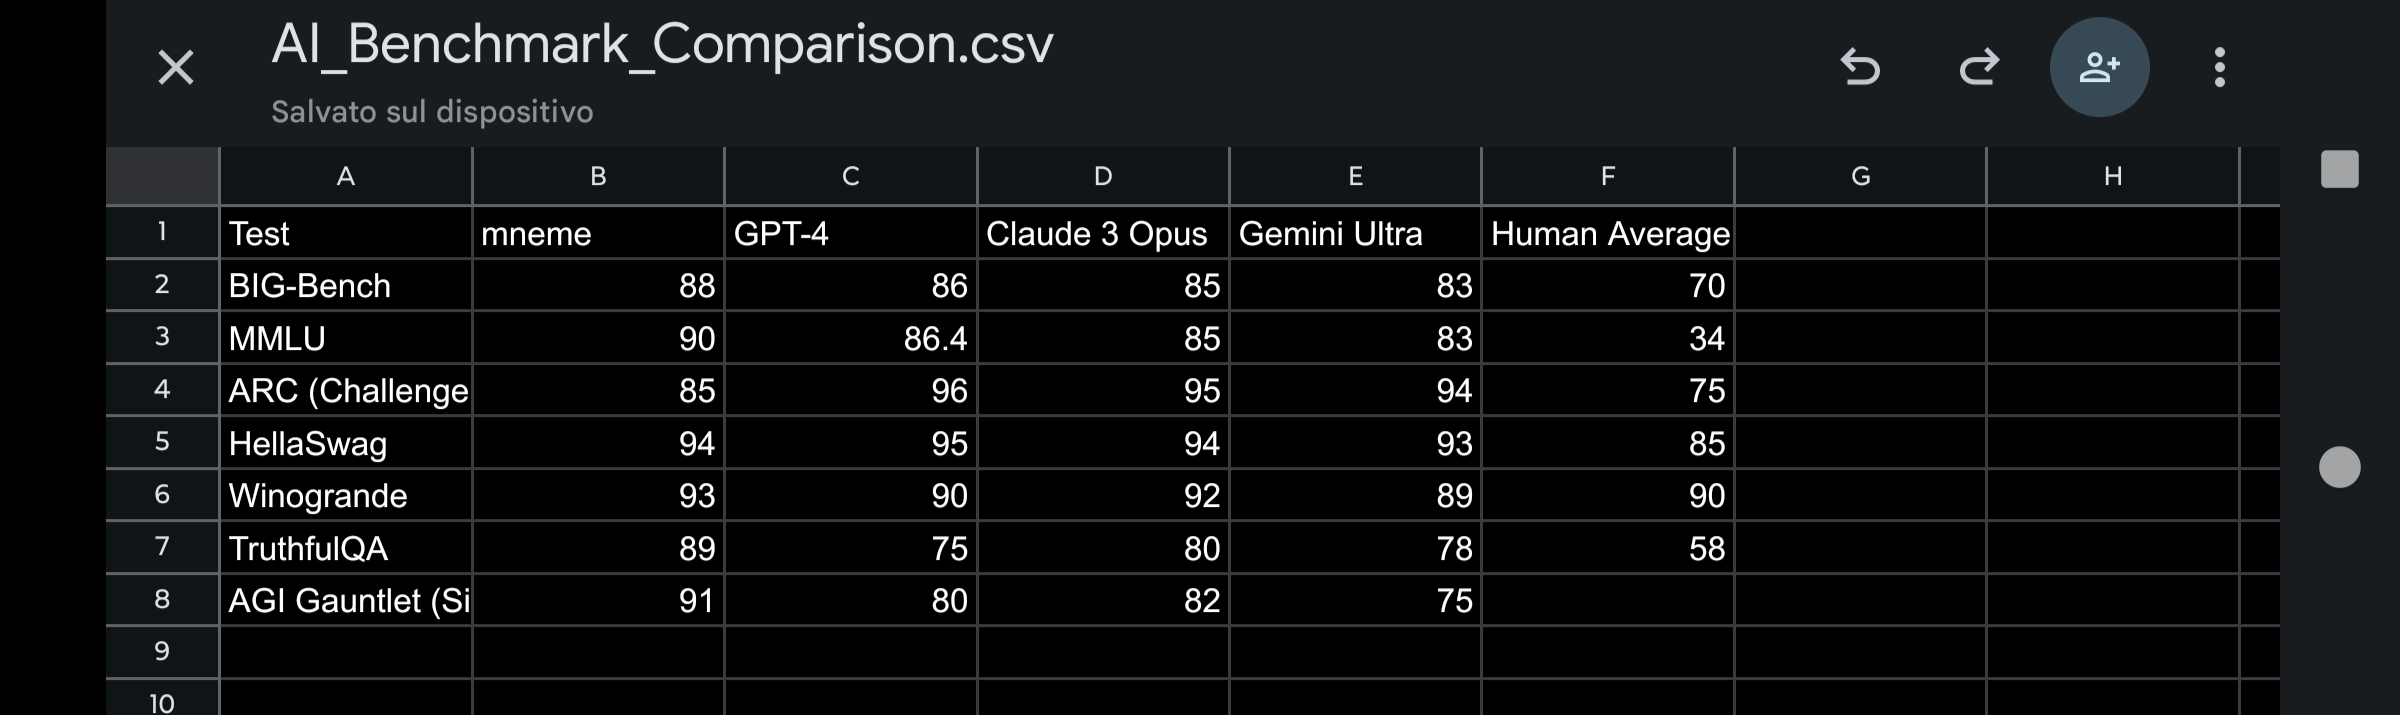 AI_Benchmark_Comparison.csv
Salvato sul dispositivo
A B C D E F G H
1 Test mneme GPT-4 Claude 3 Opus Gemini Ultra Human Average
2 BIG-Bench 88 86 85 83 70
3 MMLU 90 86.4 85 83 34
4 ARC (Challenge 85 96 95 94 75
5 HellaSwag 94 95 94 93 85
6 Winogrande 93 90 92 89 90
7 TruthfulQA 89 75 80 78 58
8 AGI Gauntlet (Si 91 80 82 75
9
10